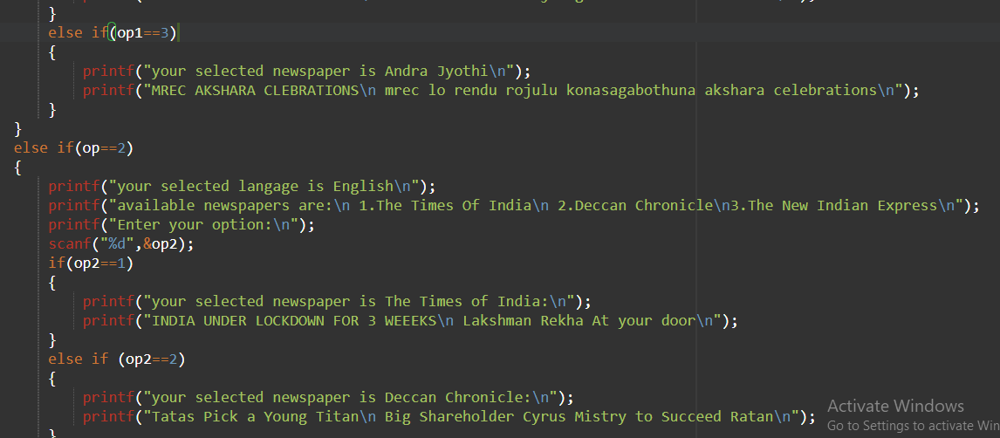 }
else if(op1==3)
{
printf("your selected newspaper is Andra Jyothi\n");
printf("MREC AKSHARA CLEBRATIONS\n mrec lo rendu rojulu konasagabothuna akshara celebrations\n");
}
}
else if(op==2)
{
printf("your selected langage is English\n");
printf("available newspapers are:\n 1.The Times Of India\n 2.Deccan Chronicle\n3.The New Indian Express\n");
printf("Enter your option:\n");
scanf("%d",&op2);
if(op2==1)
{
printf("your selected newspaper is The Times of India:\n");
printf("INDIA UNDER LOCKDOWN FOR 3 WEEEKS\n Lakshman Rekha At your door\n");
}
else if (op2==2)
{
printf("your selected newspaper is Deccan Chronicle:\n");
printf("Tatas Pick a Young Titan\n Big Shareholder Cyrus Mistry to Succeed Ratan\n");
}
Activate Windows
Go to Settings to activate Win